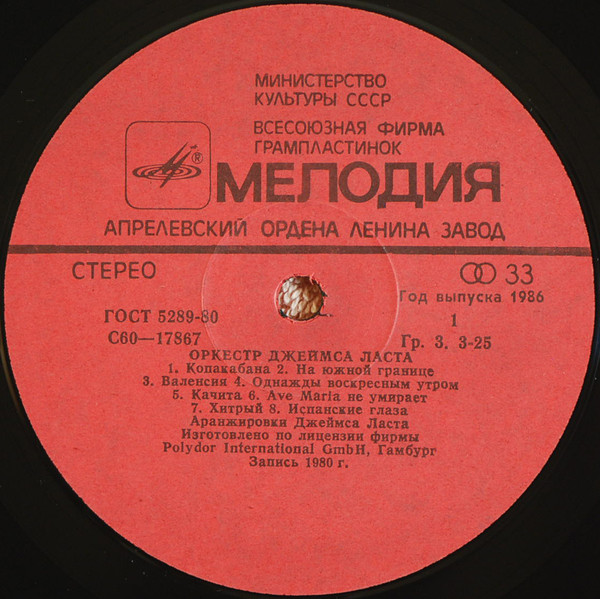 МИНИСТЕРСТВО
КУЛЬТУРЫ СССР
ВСЕСОЮЗНАЯ ФИРМА
ГРАМПЛАСТИНОК
®
МЕЛОДИЯ
АПРЕЛЕВСКИЙ ОРДЕНА ЛЕНИНА ЗАВОД
СТЕРЕО 33
Год выпуска 1986
ГОСТ 5289-80 1
С60—17867 Гр. 3. 3-25
ОРКЕСТР ДЖЕЙМСА ЛАСТА
1. Копакабана 2. На южной границе
3. Валенсия 4. Однажды воскресным утром
5. Качита 6. Ave Maria не умирает
7. Хитрый 8. Испанские глаза
Аранжировки Джеймса Ласта
Изготовлено по лицензии фирмы
Polydor International GmbH, Гамбург
Запись 1980 г.